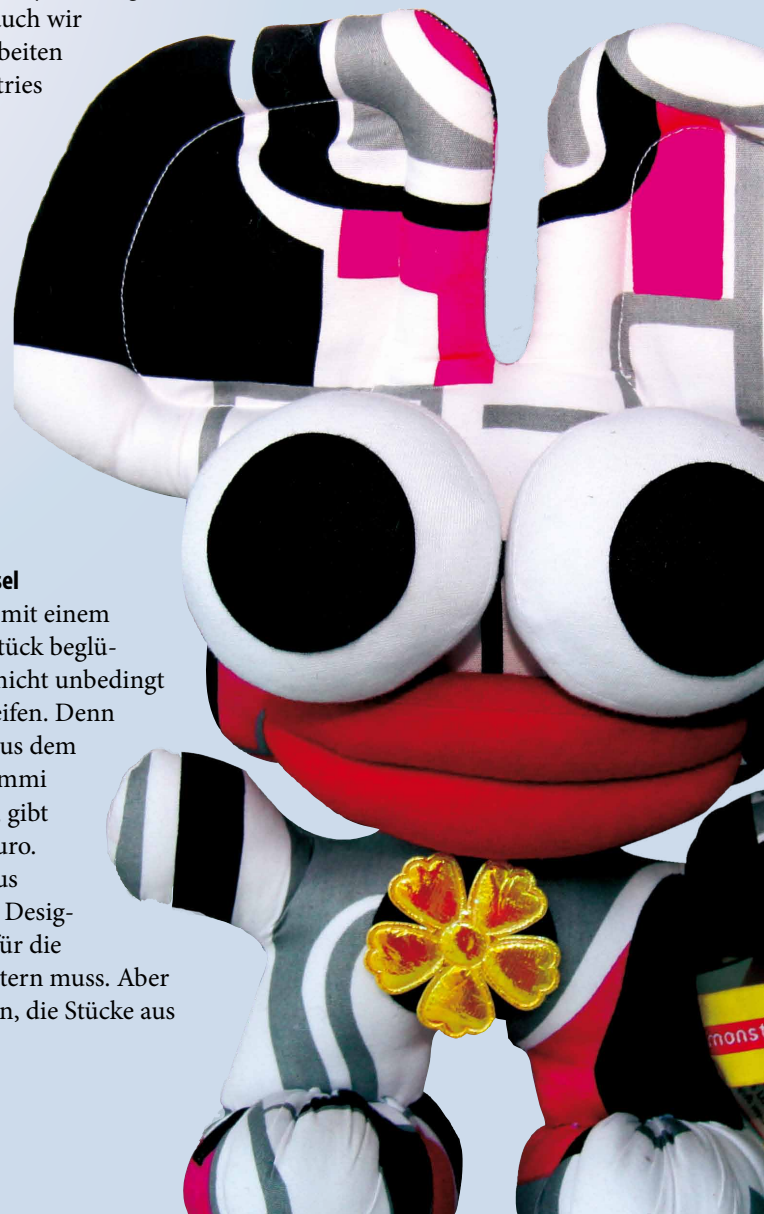 auch wir
beiten
tries
sel
mit einem
tück beglü-
nicht unbedingt
eifen. Denn
us dem
mmi
gibt
uro.
us
Desig-
für die
tern muss. Aber
n, die Stücke aus
monst